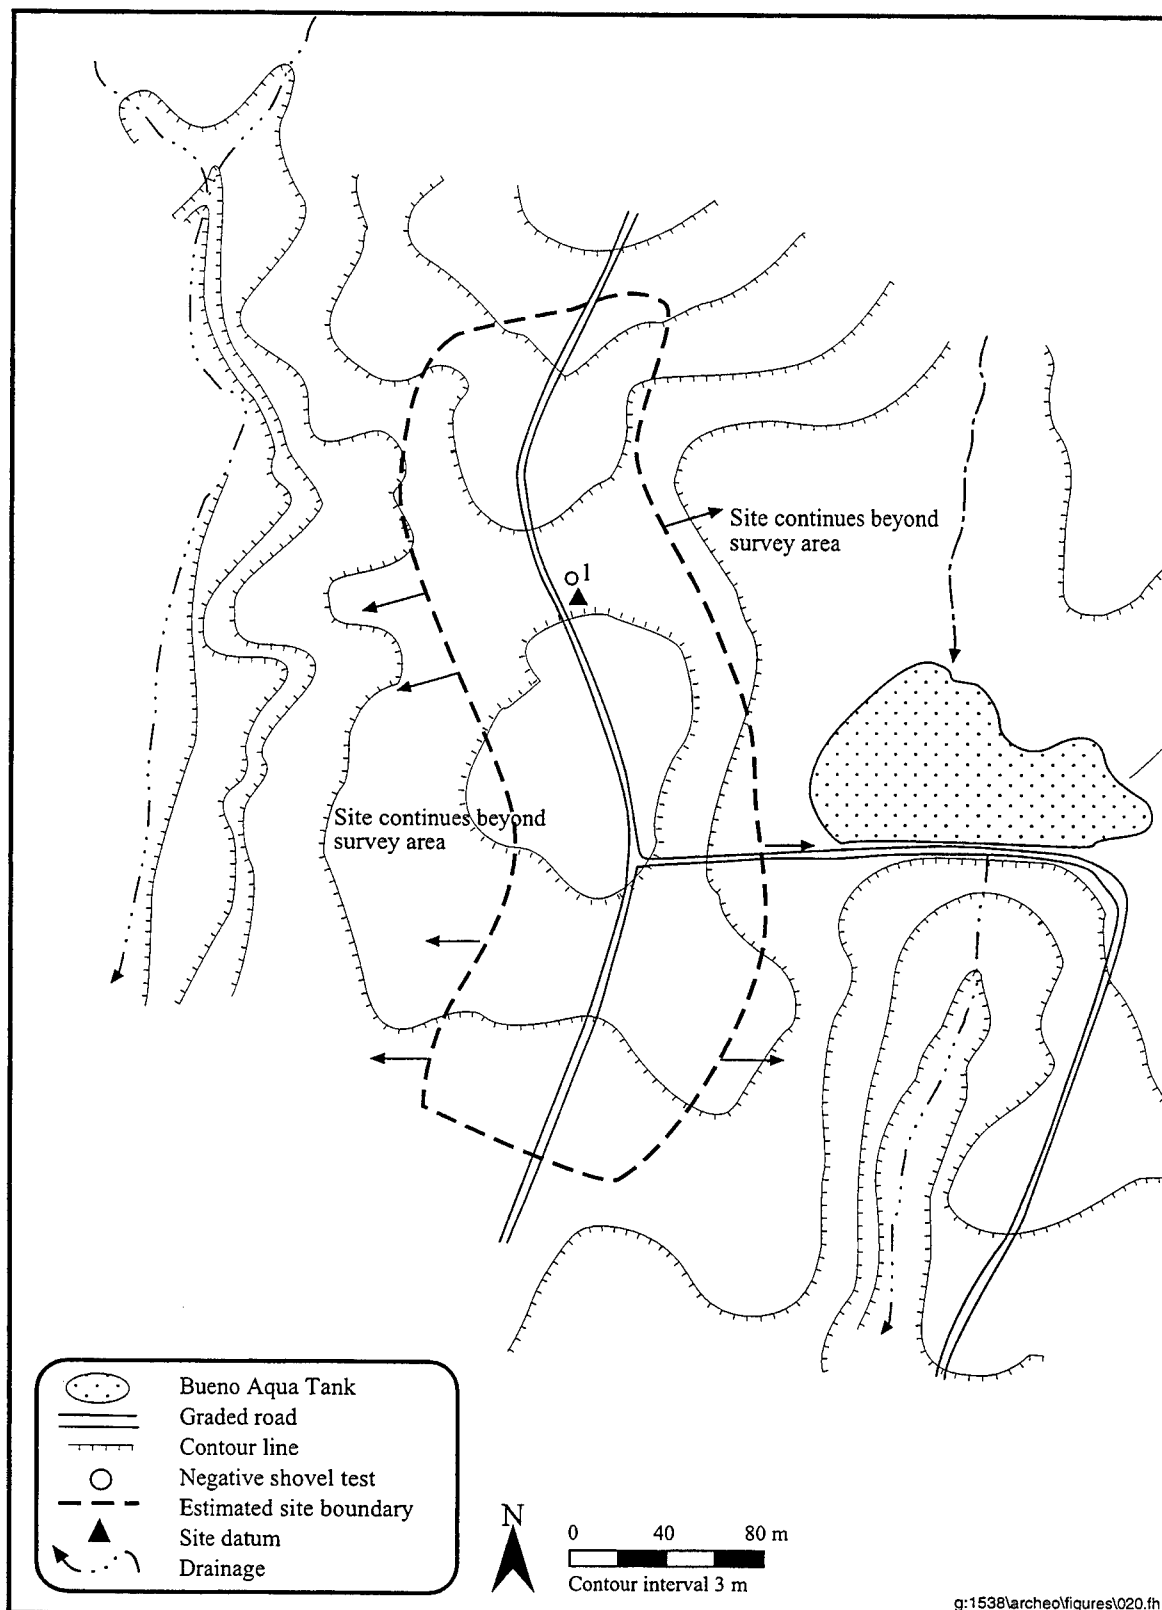 Site continues beyond
survey area
1
Site continues beyond
survey area
Bueno Aqua Tank
Graded road
Contour line
Negative shovel test
Estimated site boundary
Site datum
Drainage
N
0 40 80 m
Contour interval 3 m
g:1538\archeo\figures\020.fh